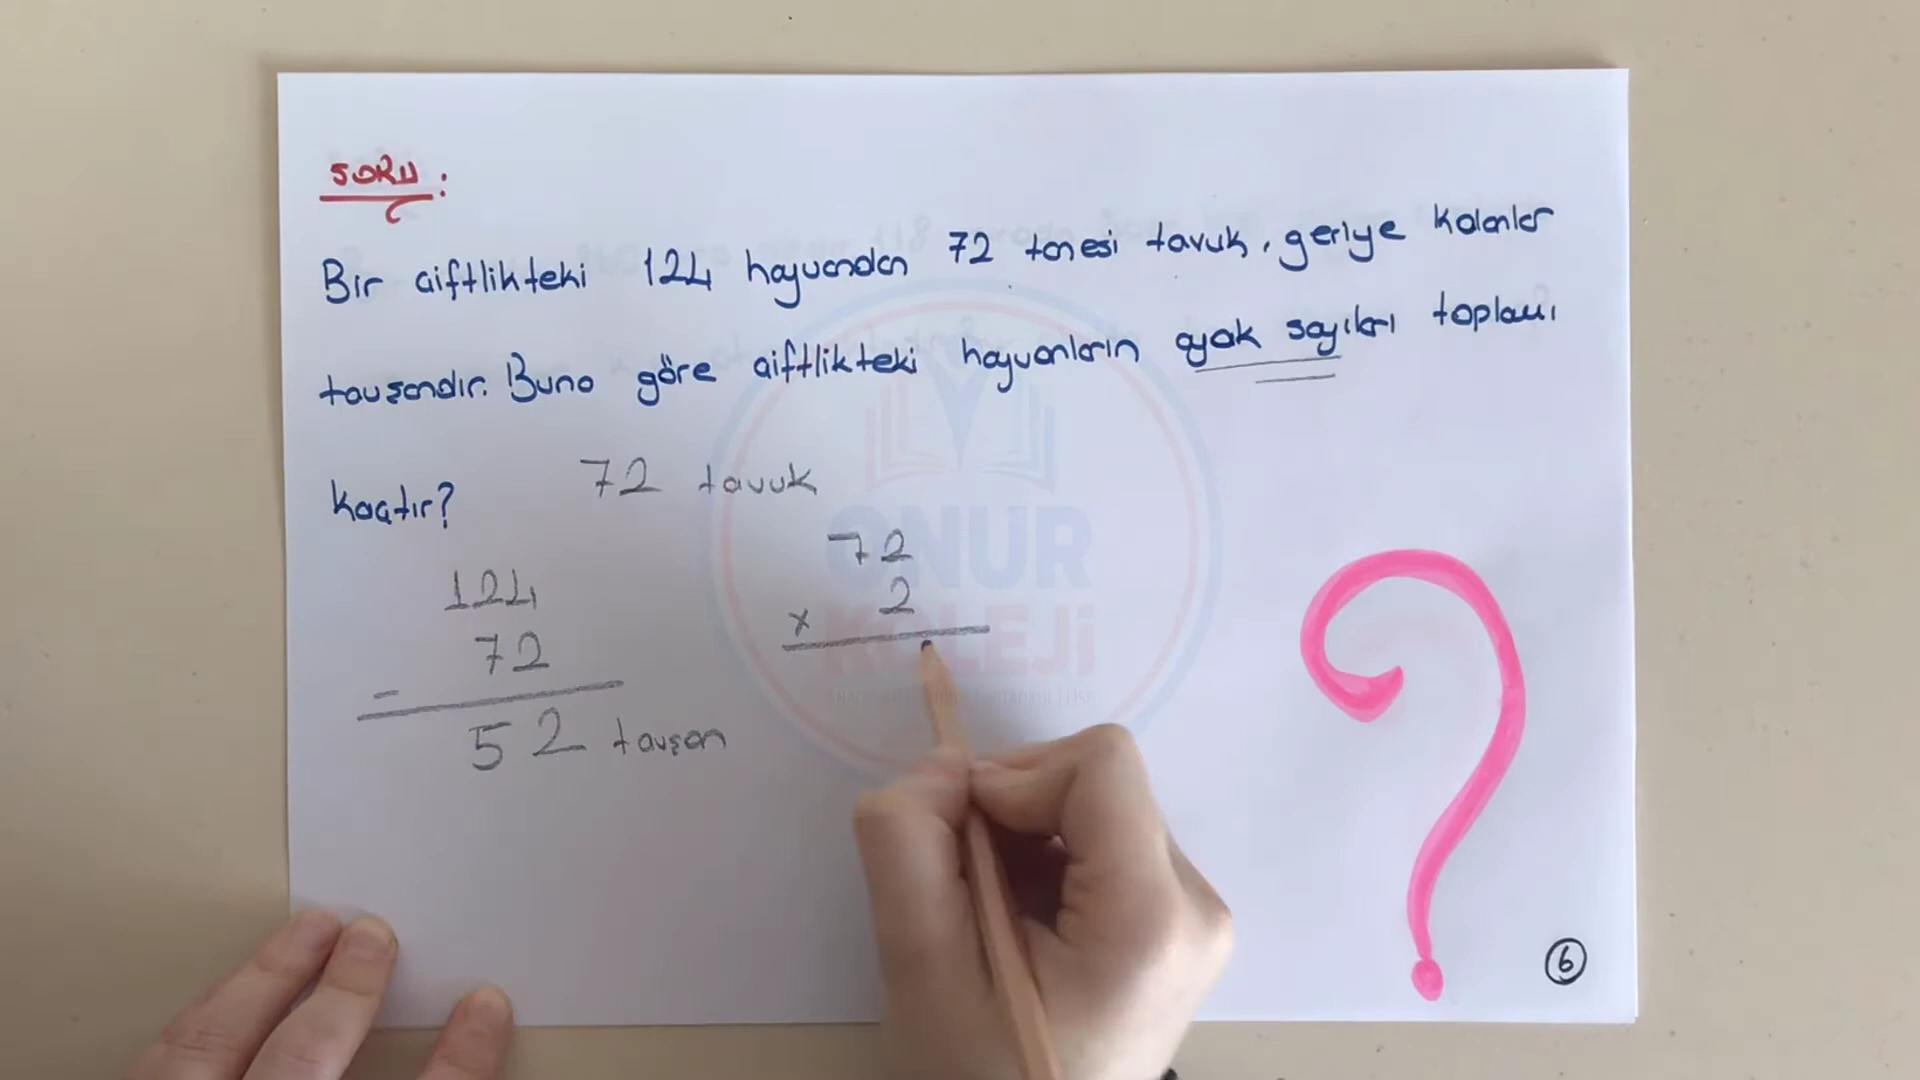 SORU:
Bir çiftlikteki 124 hayvandan 72 tanesi tavuk, geriye kalanlar
tavşandır. Buna göre çiftlikteki hayvanların ayak sayıları toplamı
kaçtır?
72 tavuk
124
72
-
52 tavşan
72
x 2
ONUR
KOLEJİ
6